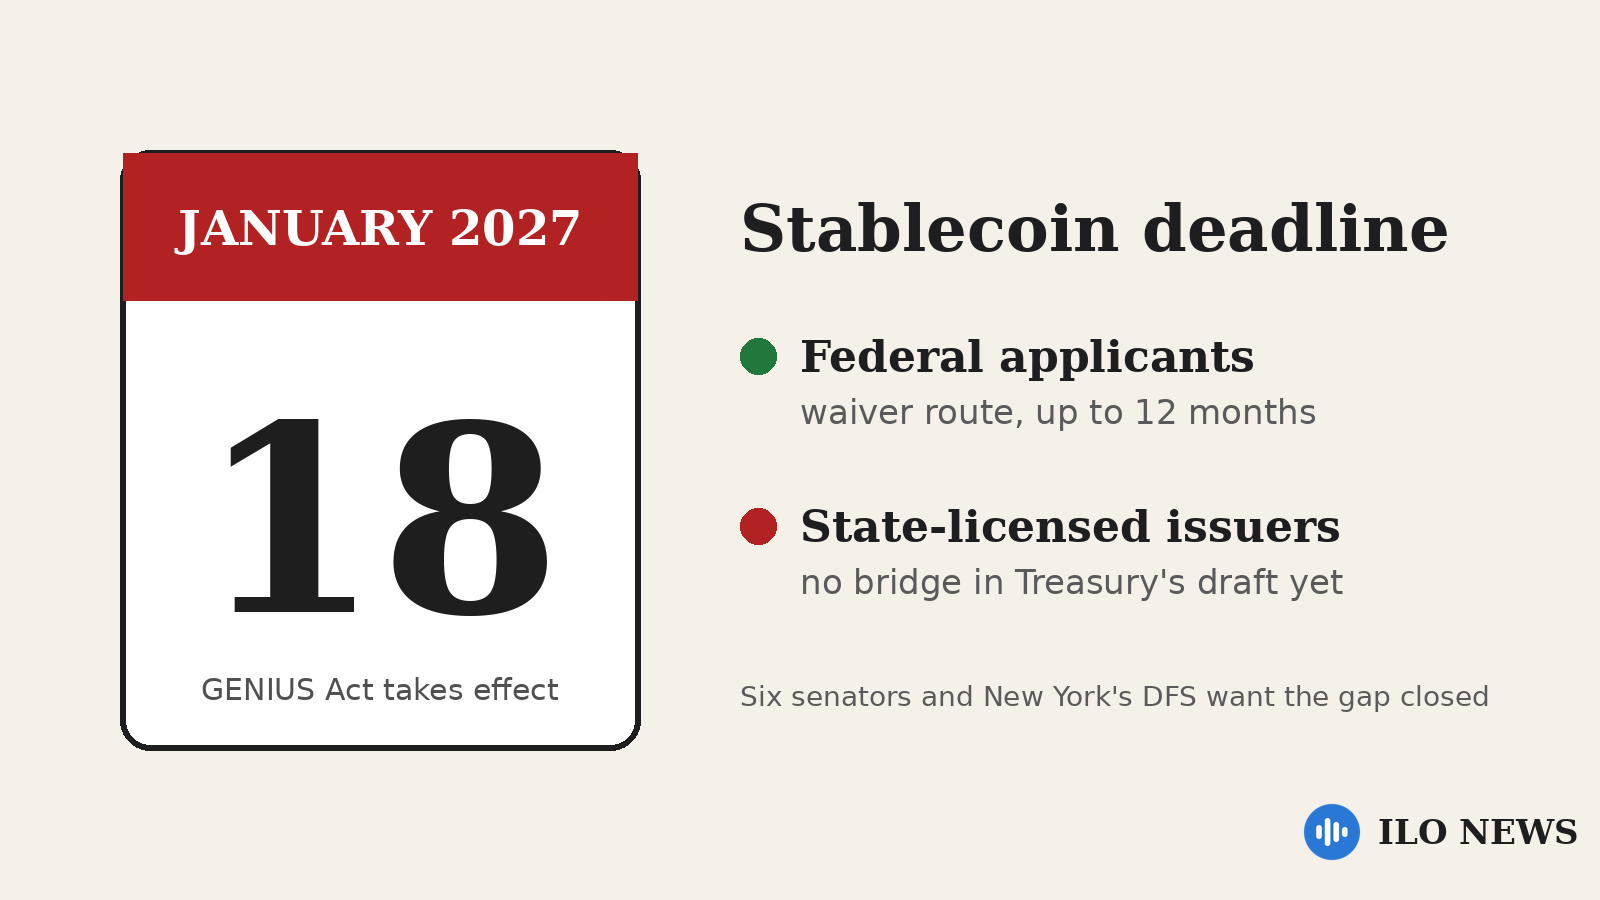 JANUARY 2027
18
GENIUS Act takes effect
Stablecoin deadline
Federal applicants
waiver route, up to 12 months
State-licensed issuers
no bridge in Treasury's draft yet
Six senators and New York's DFS want the gap closed
ILO NEWS